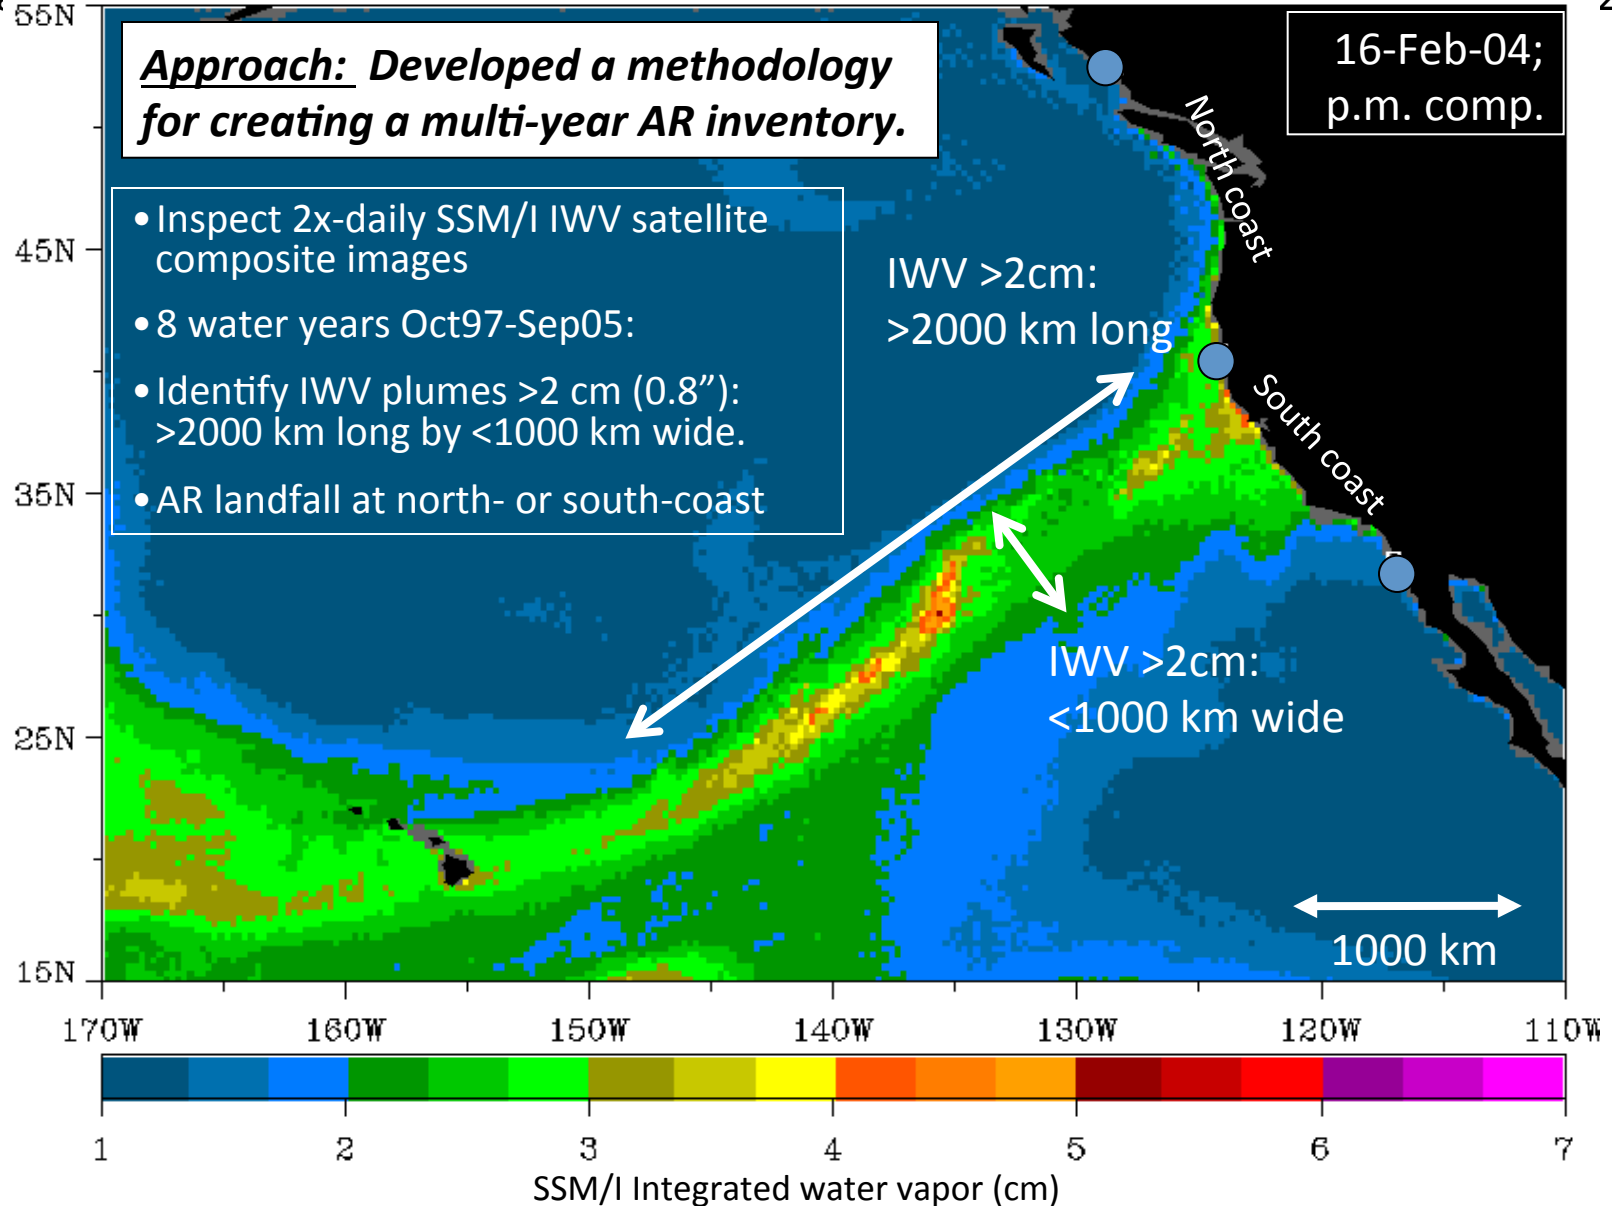 55N
Approach: Developed a methodology
for creating a multi-year AR inventory.
16-Feb-04;
p.m. comp.
North coast
• Inspect 2x-daily SSM/I IWV satellite
composite images
• 8 water years Oct97-Sep05:
• Identify IWV plumes >2 cm (0.8”):
>2000 km long by <1000 km wide.
• AR landfall at north- or south-coast
45N
IWV >2cm:
>2000 km long
South coast
35N
IWV >2cm:
<1000 km wide
25N
1000 km
15N
170W 160W 150W 140W 130W 120W 110W
1 2 3 4 5 6 7
SSM/I Integrated water vapor (cm)